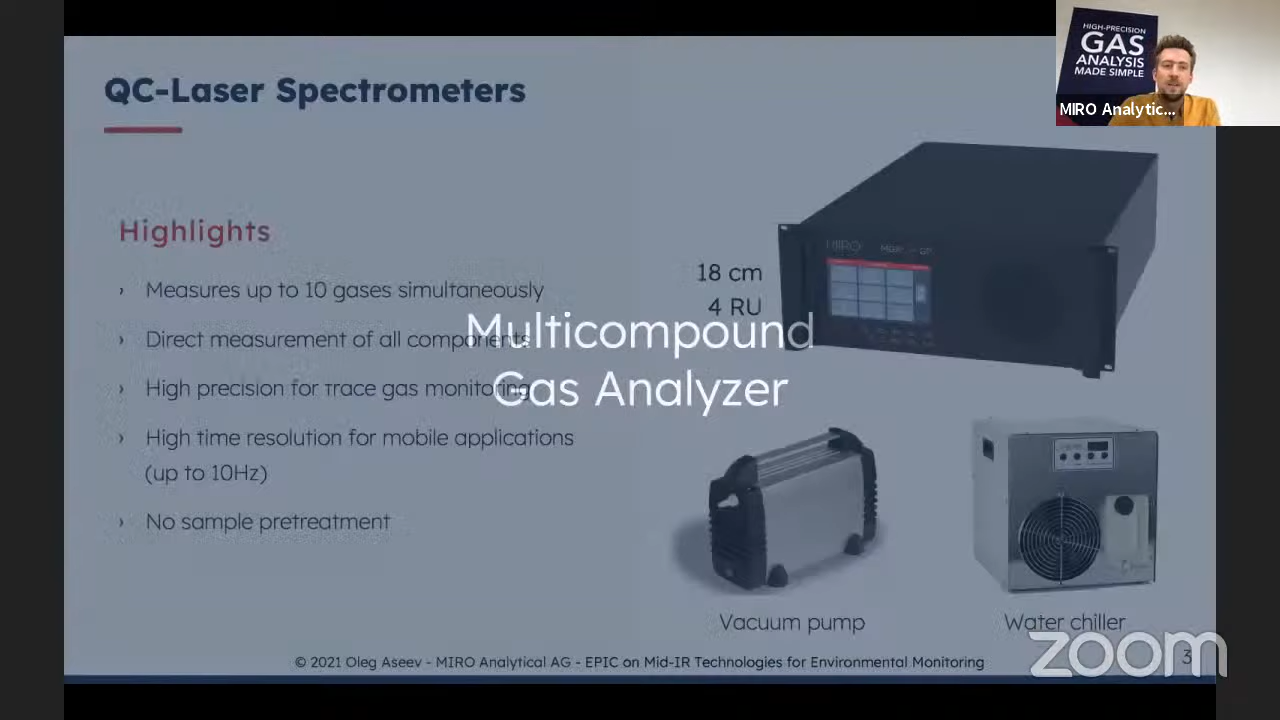 QC-Laser Spectrometers
HIGH-PRECISION
GAS
ANALYSIS
MADE SIMPLE
MIRO Analytic...
Highlights
› Measures up to 10 gases simultaneously
› Direct measurement of all components
› High precision for trace gas monitoring
› High time resolution for mobile applications
(up to 10Hz)
› No sample pretreatment
MIRO
18 cm
4 RU
Multicompound
Gas Analyzer
Vacuum pump
Water chiller
© 2021 Oleg Aseev - MIRO Analytical AG - EPIC on Mid-IR Technologies for Environmental Monitoring
3
zoom